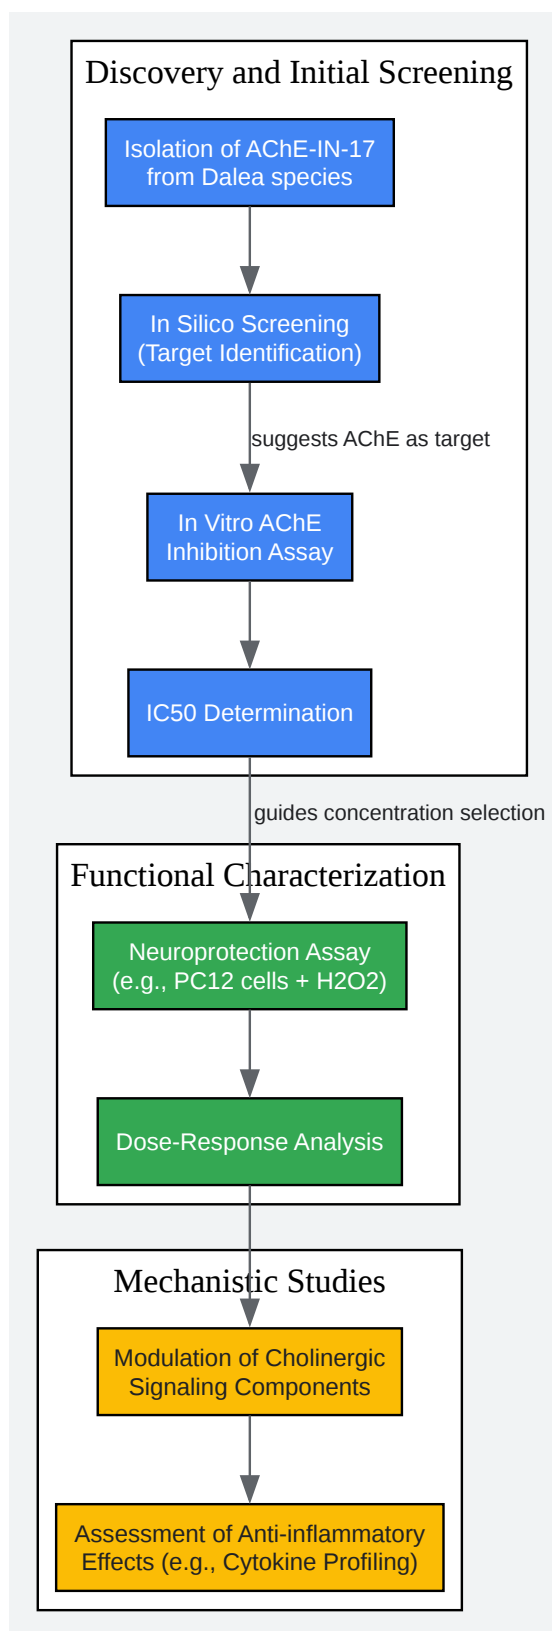 Discovery and Initial Screening
Isolation of AChE-IN-17
from Dalea species
In Silico Screening
(Target Identification)
suggests AChE as target
In Vitro AChE
Inhibition Assay
IC50 Determination
guides concentration selection
Functional Characterization
Neuroprotection Assay
(e.g., PC12 cells + H2O2)
Dose-Response Analysis
Mechanistic Studies
Modulation of Cholinergic
Signaling Components
Assessment of Anti-inflammatory
Effects (e.g., Cytokine Profiling)